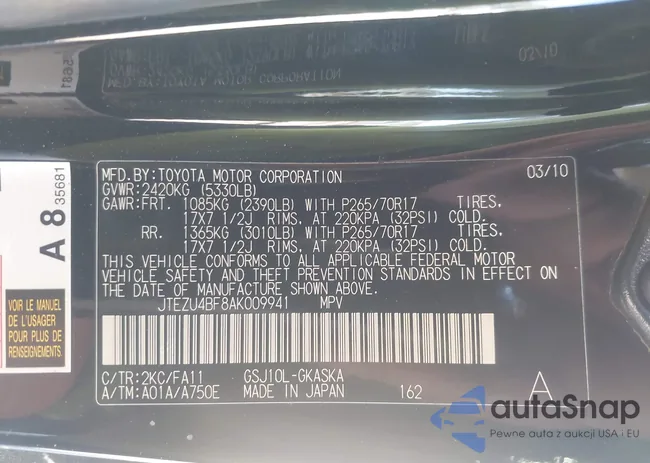 03/10
A 8 35681
MFD.BY:TOYOTA MOTOR CORPORATION 03/10
GVWR:2420KG (5330LB)
GAWR:FRT. 1085KG (2390LB) WITH P265/70R17 TIRES.
17X7 1/2J RIMS. AT 220KPA (32PSI) COLD.
RR. 1365KG (3010LB) WITH P265/70R17 TIRES.
17X7 1/2J RIMS. AT 220KPA (32PSI) COLD.
THIS VEHICLE CONFORMS TO ALL APPLICABLE FEDERAL MOTOR
VEHICLE SAFETY AND THEFT PREVENTION STANDARDS IN EFFECT ON
THE DATE OF MANUFACTURE SHOWN ABOVE.
JTEZU4BF8AK009941 MPV
VOIR LE MANUEL
DE L'USAGER
POUR PLUS DE
RENSEIGNEMENTS
C/TR:2KC/FA11 GSJ10L-GKASKA
A/TM:A01A/A750E MADE IN JAPAN 162 A
autaSnap
Pewne auta z aukcji USA i EU